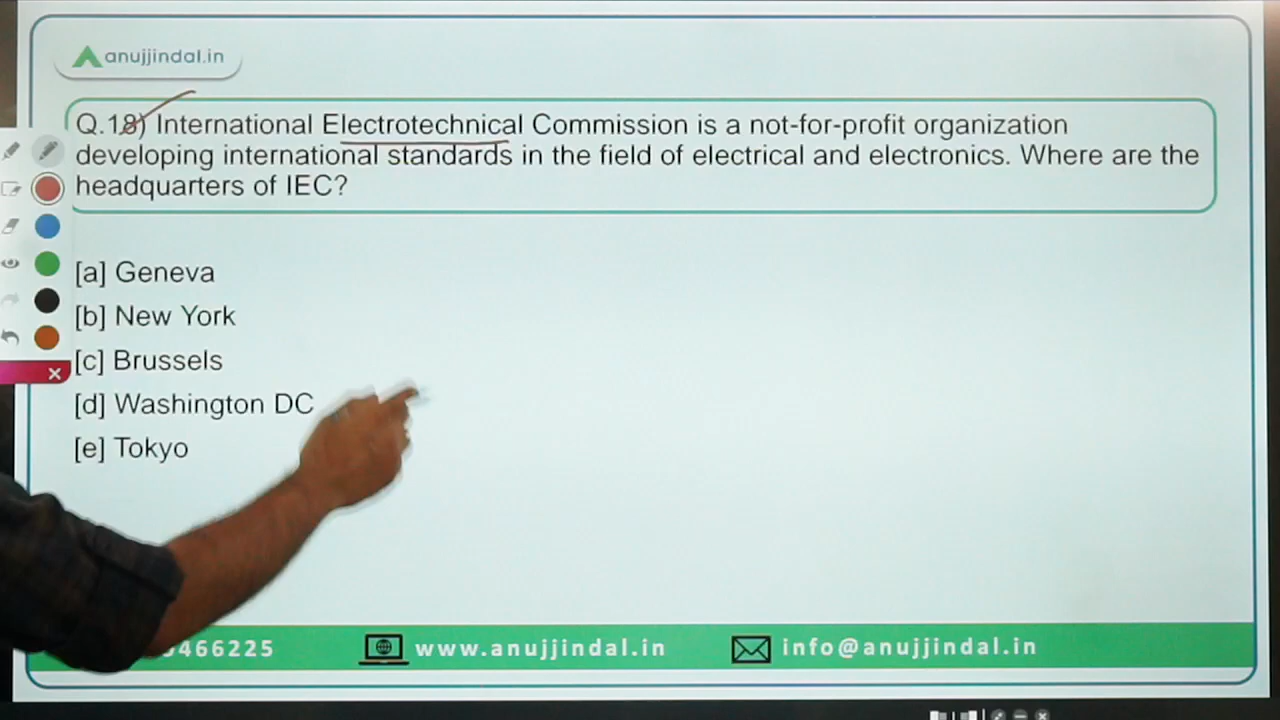 anujjindal.in
Q.18) International Electrotechnical Commission is a not-for-profit organization
developing international standards in the field of electrical and electronics. Where are the
headquarters of IEC?
[a] Geneva
[b] New York
[c] Brussels
[d] Washington DC
[e] Tokyo
466225 www.anujjindal.in info@anujjindal.in